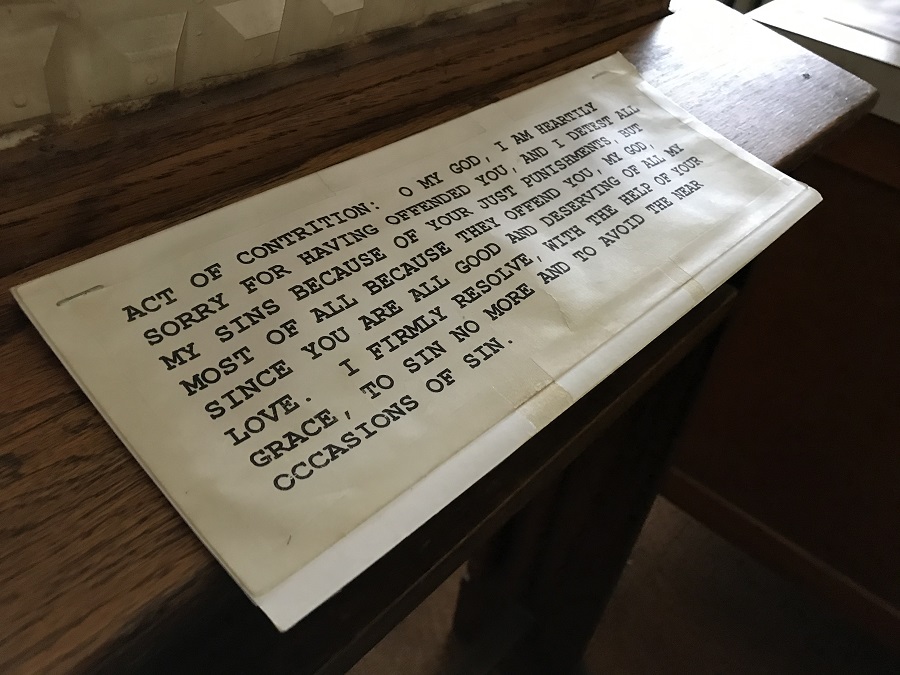 ACT OF CONTRITION: O MY GOD, I AM HEARTILY
SORRY FOR HAVING OFFENDED YOU, AND I DETEST ALL
MY SINS BECAUSE OF YOUR JUST PUNISHMENTS, BUT
MOST OF ALL BECAUSE THEY OFFEND YOU, MY GOD,
SINCE YOU ARE ALL GOOD AND DESERVING OF ALL MY
LOVE. I FIRMLY RESOLVE, WITH THE HELP OF YOUR
GRACE, TO SIN NO MORE AND TO AVOID THE NEAR
CCCASIONS OF SIN.